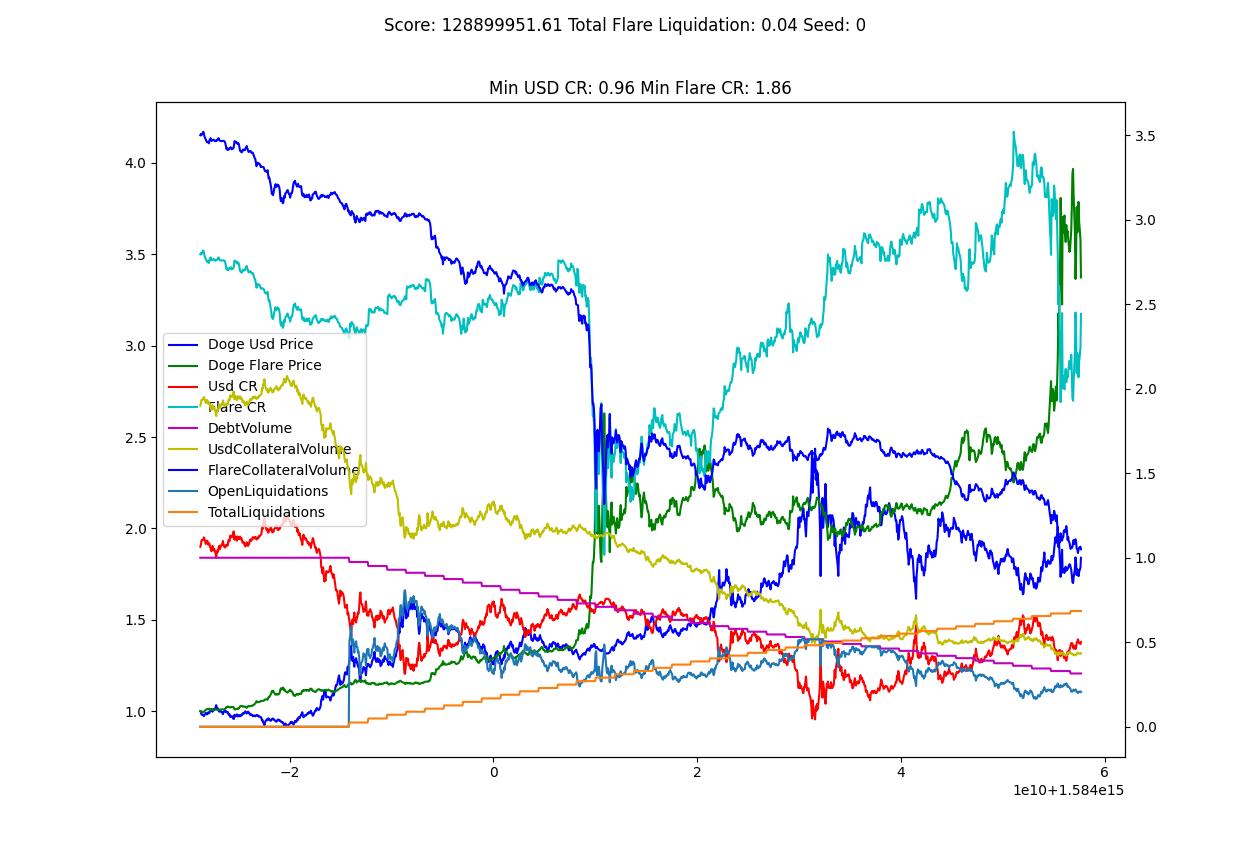 Score: 128899951.61 Total Flare Liquidation: 0.04 Seed: 0
Min USD CR: 0.96 Min Flare CR: 1.86
4.0
3.5
3.0
2.5
2.0
1.5
1.0
3.5
3.0
2.5
2.0
1.5
1.0
0.5
0.0
Doge Usd Price
Doge Flare Price
Usd CR
Flare CR
DebtVolume
UsdCollateralVolume
FlareCollateralVolume
OpenLiquidations
TotalLiquidations
−2 0 2 4 6
1e10+1.584e15